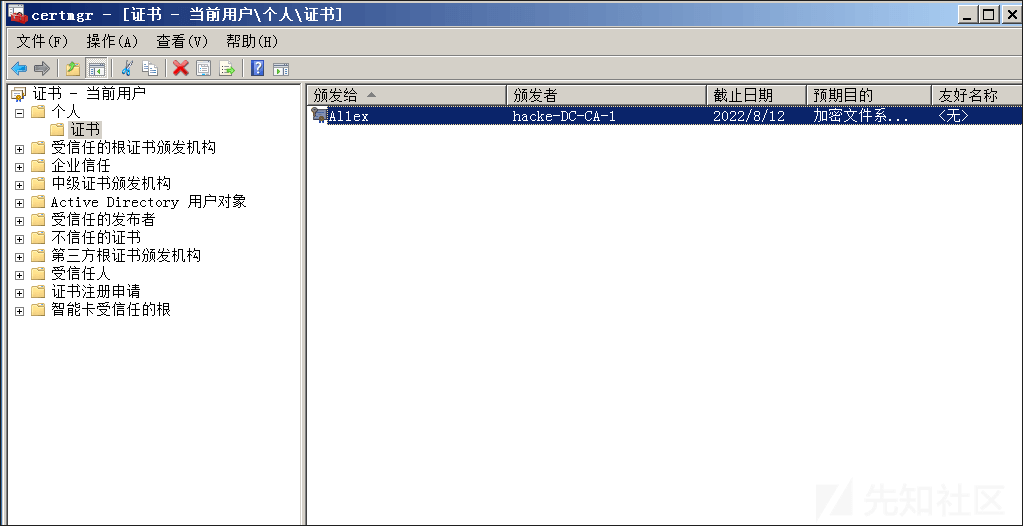 certmgr - [证书 - 当前用户\个人\证书]
文件(F) 操作(A) 查看(V) 帮助(H)
证书 - 当前用户
个人
证书
受信任的根证书颁发机构
企业信任
中级证书颁发机构
Active Directory 用户对象
受信任的发布者
不信任的证书
第三方根证书颁发机构
受信任人
证书注册申请
智能卡受信任的根
颁发给 颁发者 截止日期 预期目的 友好名称
Al1ex hacke-DC-CA-1 2022/8/12 加密文件系... <无>
先知社区